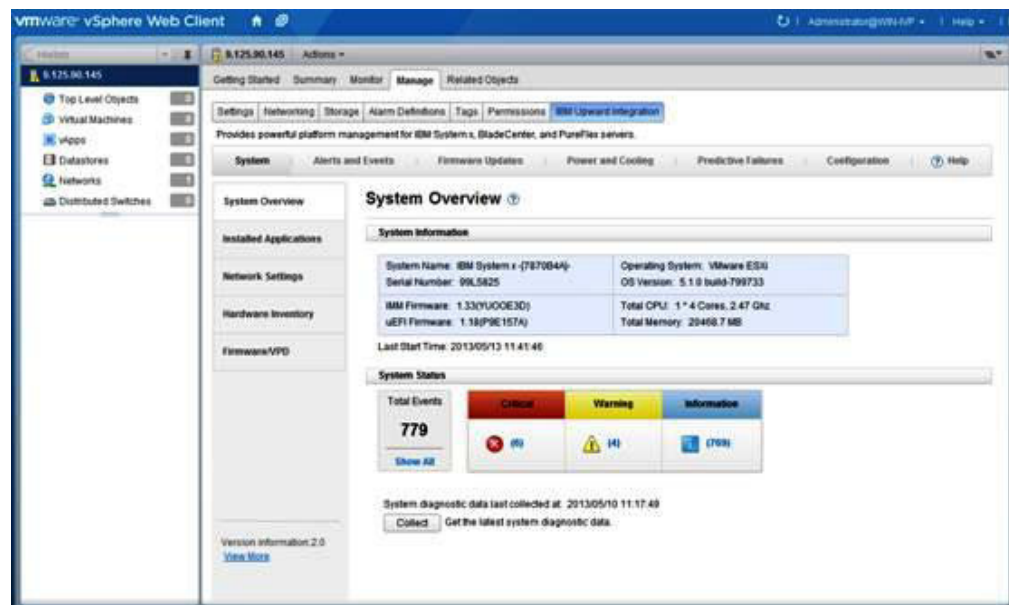 vmware vSphere Web Client
Administrator@WIN-IVP Help
9.125.90.145 Actions
9.125.90.145
Getting Started Summary Monitor Manage Related Objects
Top Level Objects
Virtual Machines
vApps
Datastores
Networks 1
Distributed Switches
Settings Networking Storage Alarm Definitions Tags Permissions IBM Upward Integration
Provides powerful platform management for IBM System x, BladeCenter, and PureFlex servers.
System Alerts and Events Firmware Updates Power and Cooling Predictive Failures Configuration Help
System Overview
Installed Applications
Network Settings
Hardware Inventory
Firmware/VPD
System Overview
System Information
System Name: IBM System x -[7870B4A]- Operating System: VMware ESXi
Serial Number: 99L5825 OS Version: 5.1.0 build-799733
IMM Firmware: 1.33(YUOOE3D) Total CPU: 1 * 4 Cores, 2.47 Ghz
uEFI Firmware: 1.18(P9E157A) Total Memory: 20468.7 MB
Last Start Time: 2013/05/13 11:41:46
System Status
Total Events Critical Warning Information
779 (6) (4) (769)
Show All
System diagnostic data last collected at: 2013/05/10 11:17:49
Collect Get the latest system diagnostic data.
Version information:2.0
View More